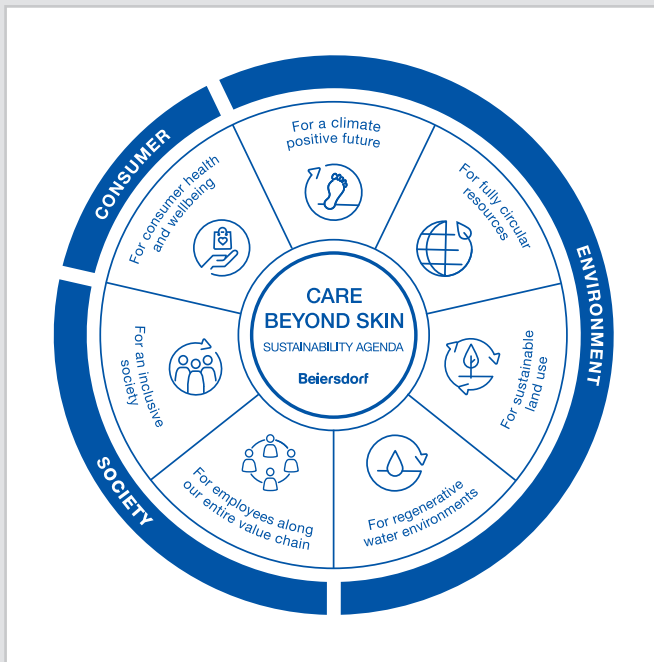 CARE
BEYOND SKIN
SUSTAINABILITY AGENDA
Beiersdorf
CONSUMER
For consumer health
and wellbeing
ENVIRONMENT
For a climate
positive future
For fully circular
resources
For sustainable
land use
For regenerative
water environments
SOCIETY
For employees along
our entire value chain
For an inclusive
society